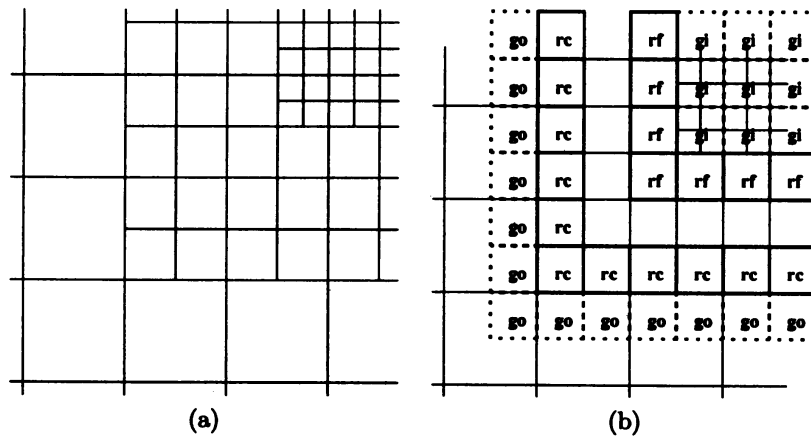 go rc rf gi gi gi
go rc rf gi gi gi
go rc rf gi gi gi
go rc rf rf rf rf
go rc
go rc rc rc rc rc rc
go go go go go go go
(a) (b)